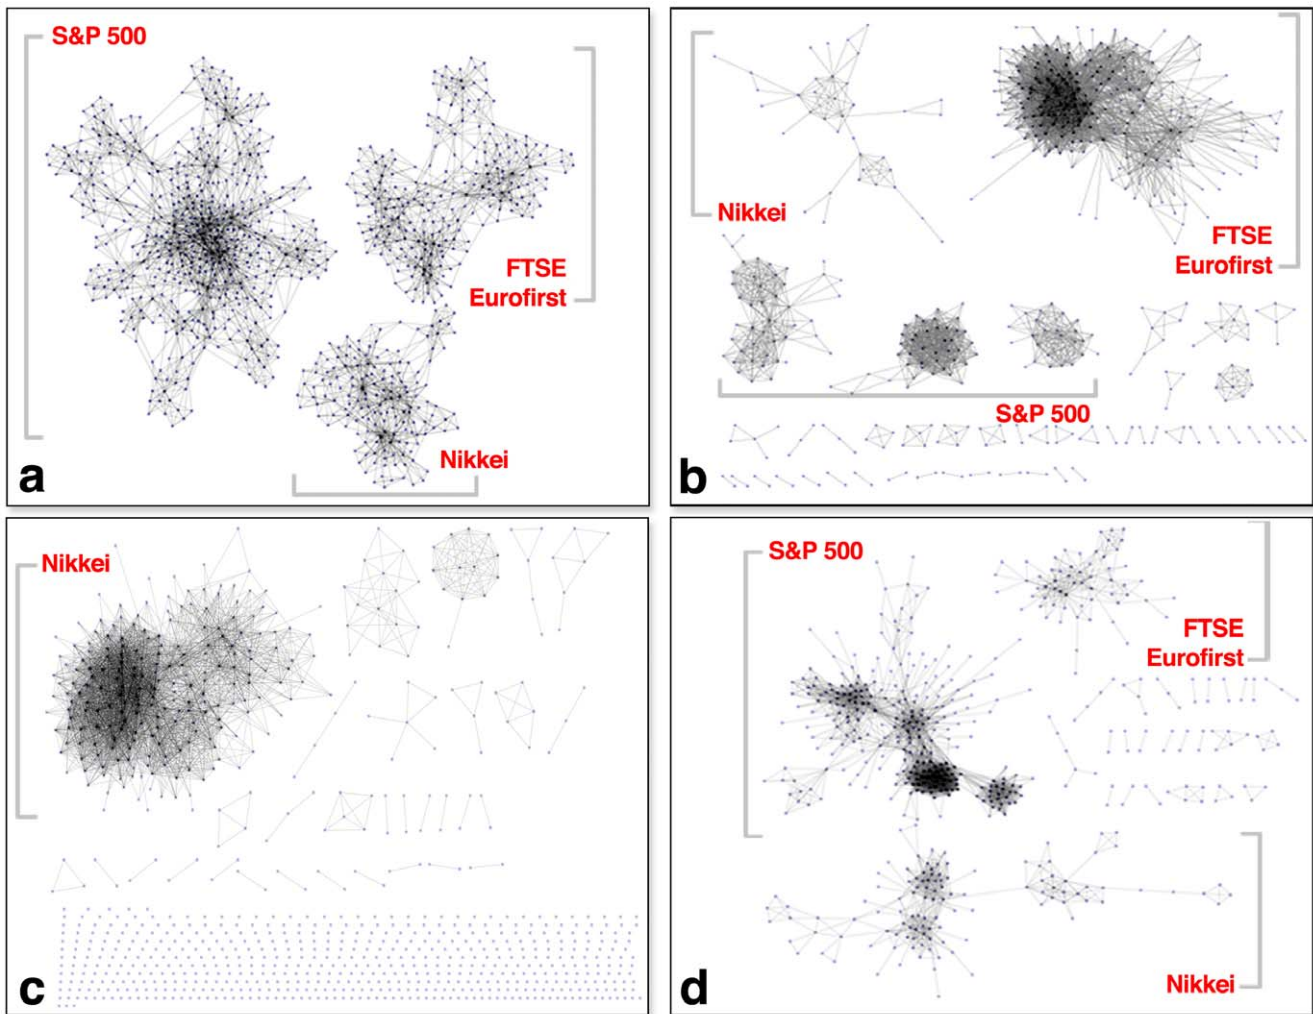 S&P 500
FTSE
Eurofirst
Nikkei
a
Nikkei
FTSE
Eurofirst
S&P 500
b
Nikkei
c
S&P 500
FTSE
Eurofirst
Nikkei
d